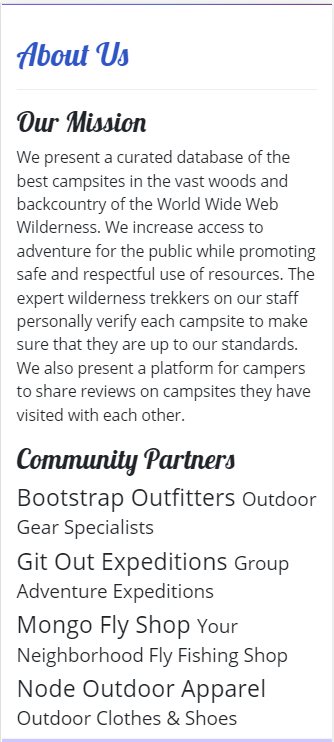 About Us
Our Mission
We present a curated database of the
best campsites in the vast woods and
backcountry of the World Wide Web
Wilderness. We increase access to
adventure for the public while promoting
safe and respectful use of resources. The
expert wilderness trekkers on our staff
personally verify each campsite to make
sure that they are up to our standards.
We also present a platform for campers
to share reviews on campsites they have
visited with each other.
Community Partners
Bootstrap Outfitters Outdoor
Gear Specialists
Git Out Expeditions Group
Adventure Expeditions
Mongo Fly Shop Your
Neighborhood Fly Fishing Shop
Node Outdoor Apparel
Outdoor Clothes & Shoes